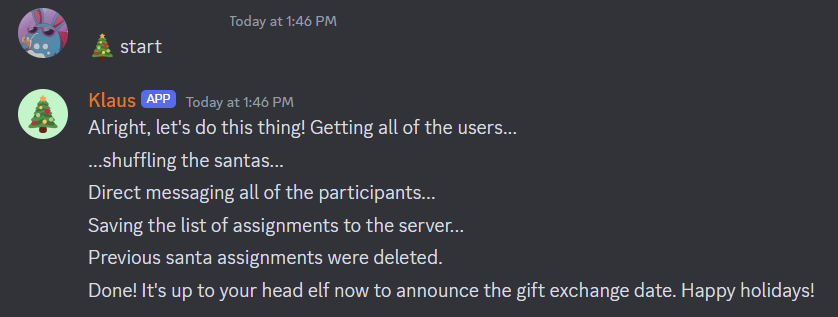 Today at 1:46 PM
🎄 start
Klaus APP Today at 1:46 PM
Alright, let's do this thing! Getting all of the users...
...shuffling the santas...
Direct messaging all of the participants...
Saving the list of assignments to the server...
Previous santa assignments were deleted.
Done! It's up to your head elf now to announce the gift exchange date. Happy holidays!